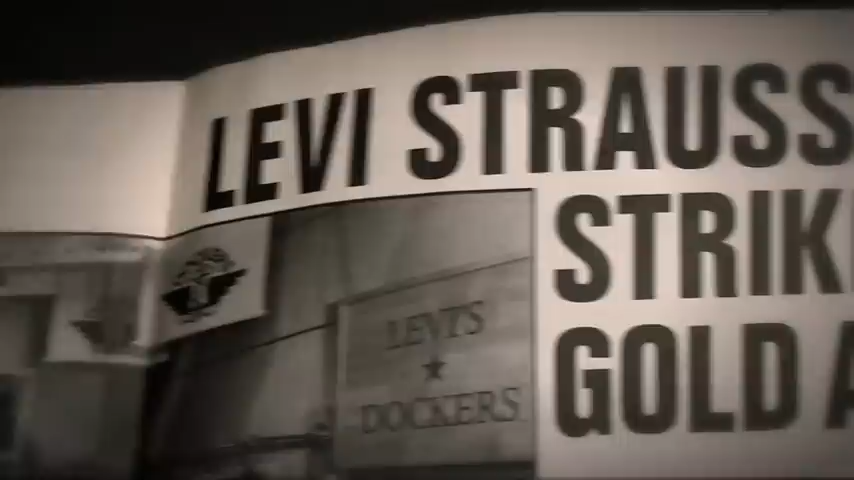 LEVI STRAUSS
STRIK
GOLD A
LEVI'S
DOCKERS